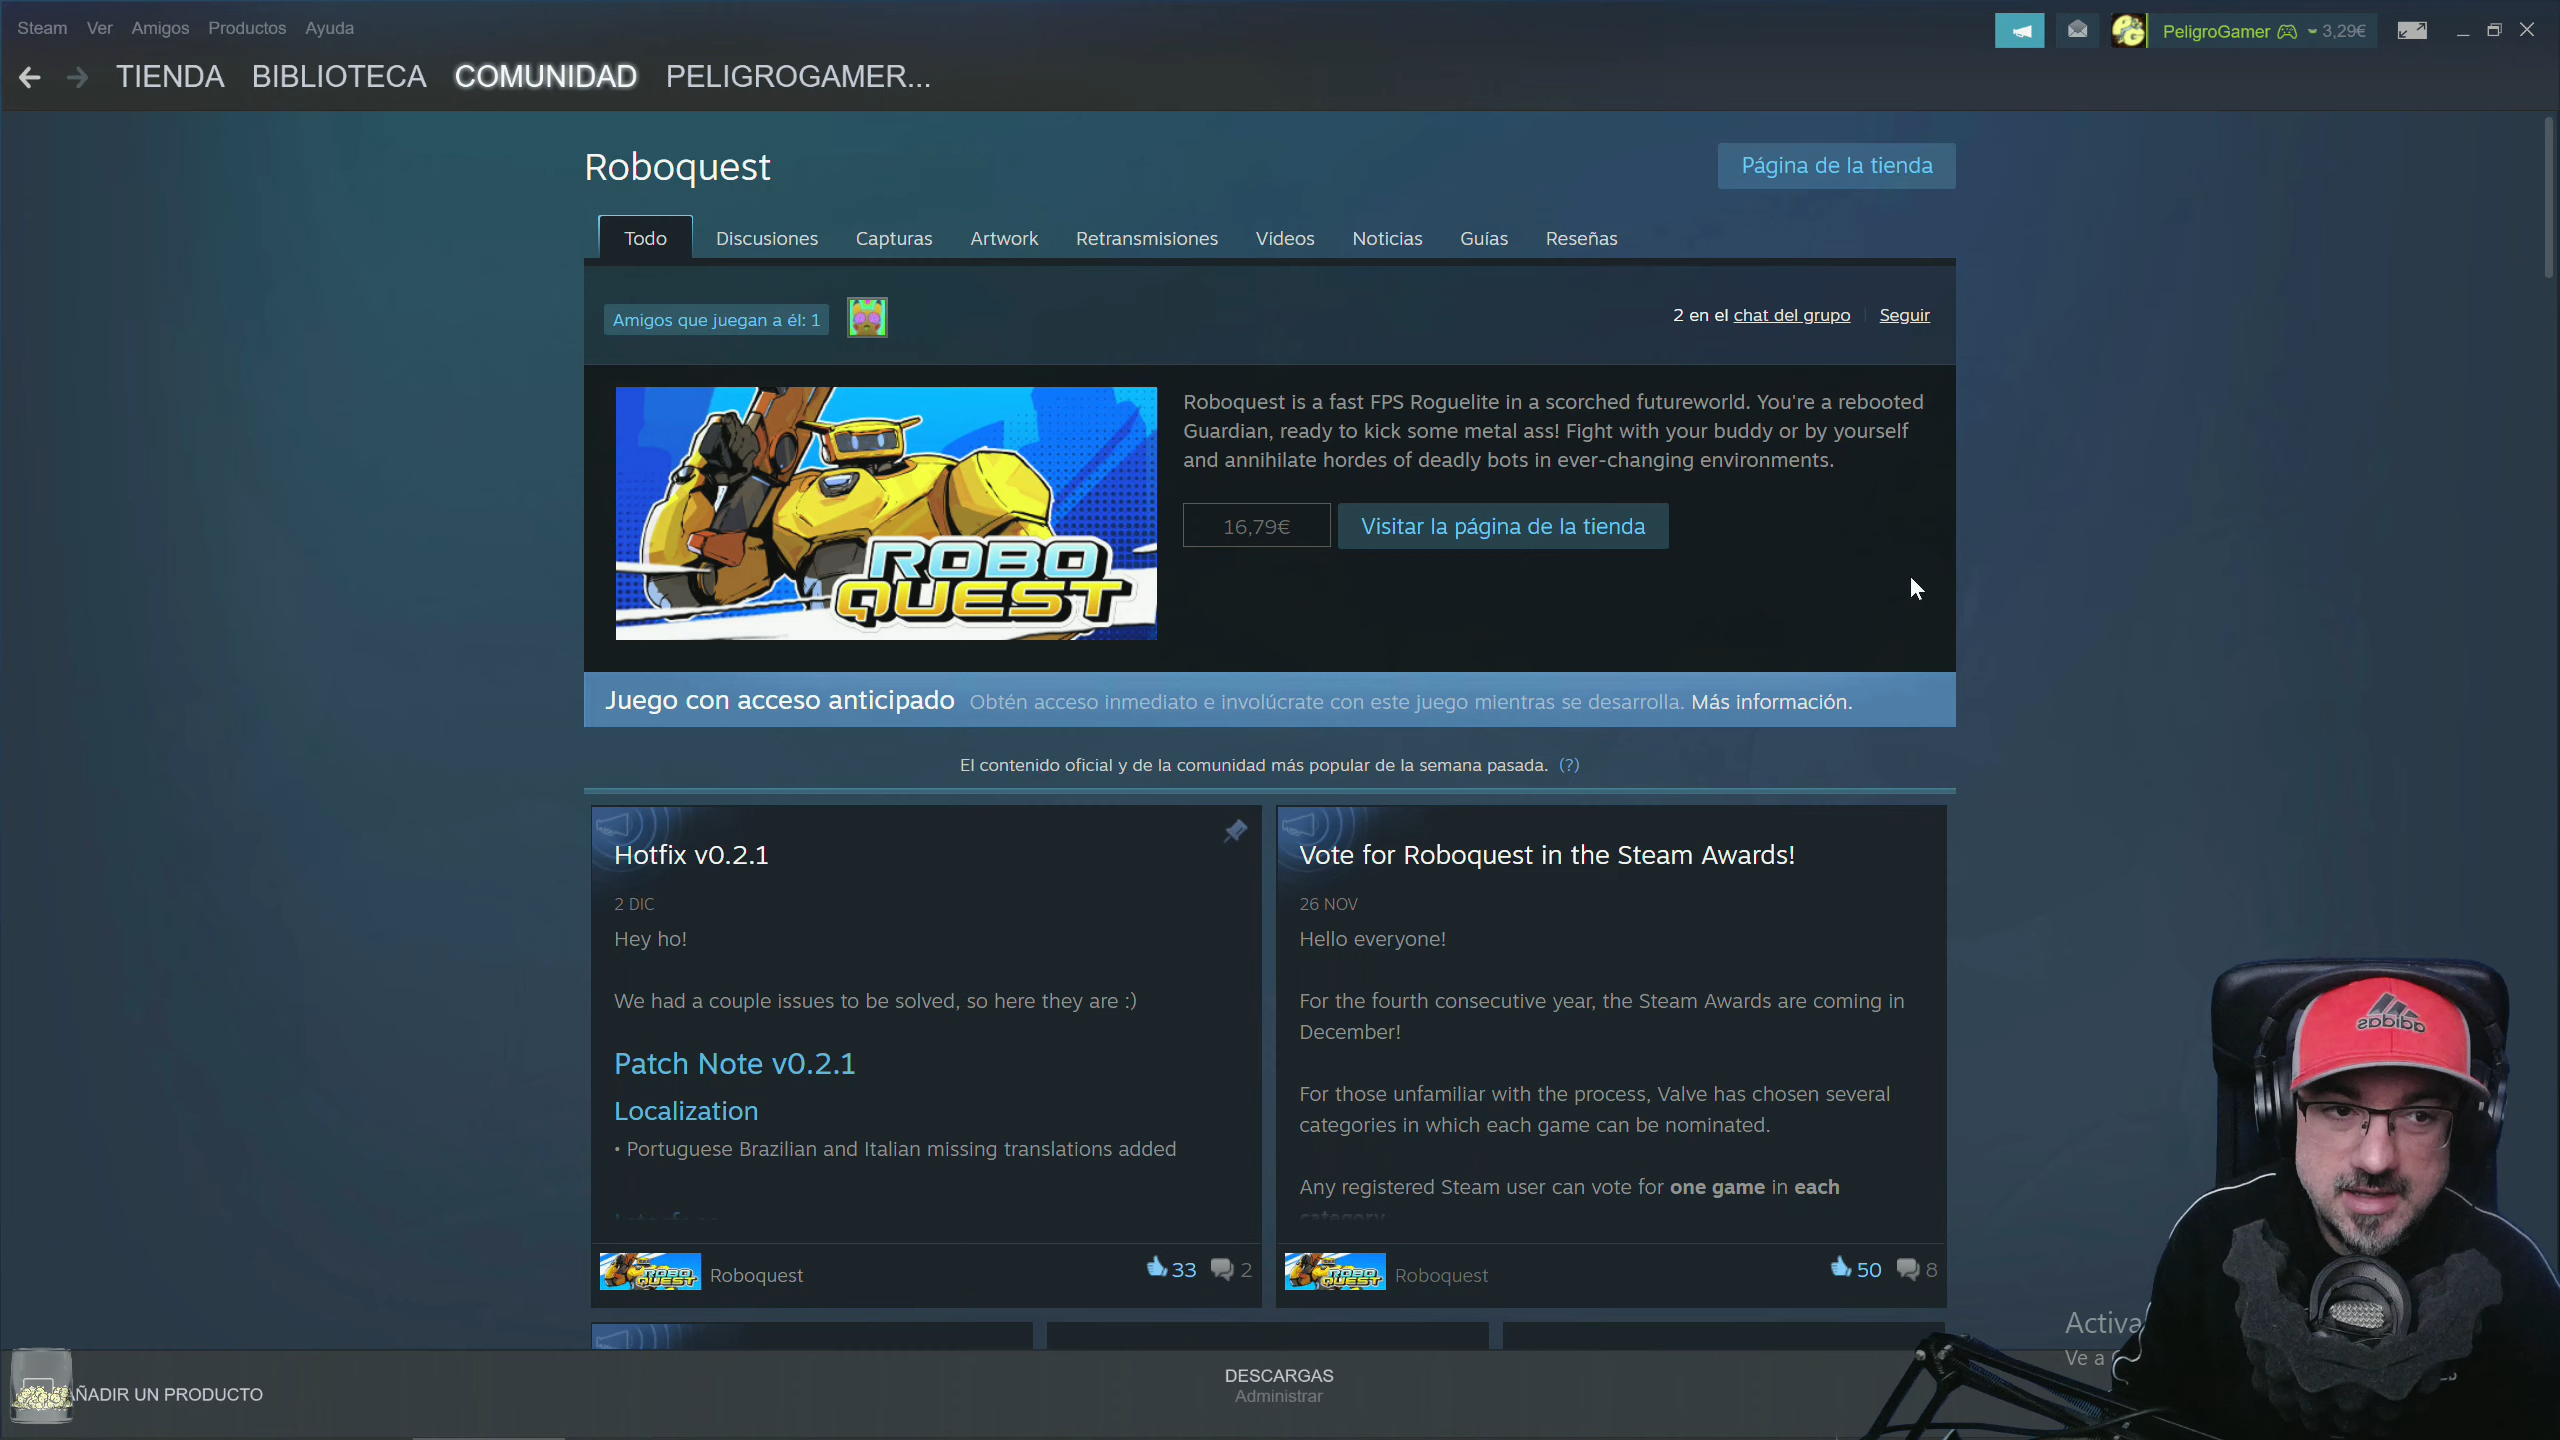 Steam Ver Amigos Productos Ayuda
PeligroGamer 3,29€
TIENDA BIBLIOTECA COMUNIDAD PELIGROGAMER...
Roboquest
Página de la tienda
Todo Discusiones Capturas Artwork Retransmisiones Vídeos Noticias Guías Reseñas
Amigos que juegan a él: 1
2 en el chat del grupo Seguir
Roboquest is a fast FPS Roguelite in a scorched futureworld. You're a rebooted
Guardian, ready to kick some metal ass! Fight with your buddy or by yourself
and annihilate hordes of deadly bots in ever-changing environments.
ROBO
QUEST
16,79€ Visitar la página de la tienda
Juego con acceso anticipado Obtén acceso inmediato e involúcrate con este juego mientras se desarrolla. Más información.
El contenido oficial y de la comunidad más popular de la semana pasada. (?)
Hotfix v0.2.1
2 DIC
Hey ho!
We had a couple issues to be solved, so here they are :)
Patch Note v0.2.1
Localization
• Portuguese Brazilian and Italian missing translations added
ROBO
QUEST
Roboquest
33 2
Vote for Roboquest in the Steam Awards!
26 NOV
Hello everyone!
For the fourth consecutive year, the Steam Awards are coming in
December!
For those unfamiliar with the process, Valve has chosen several
categories in which each game can be nominated.
Any registered Steam user can vote for one game in each
category
ROBO
QUEST
Roboquest
50 8
adidas
Activa
Ve a
AÑADIR UN PRODUCTO
DESCARGAS
Administrar